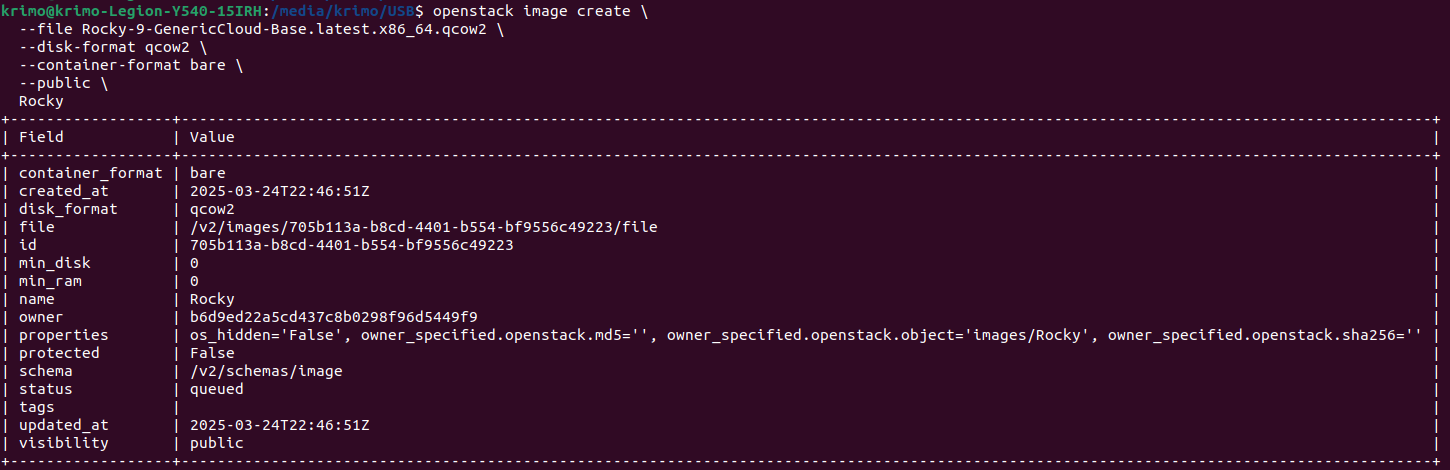 krimo@krimo-Legion-Y540-15IRH:/media/krimo/USB$ openstack image create \
  --file Rocky-9-GenericCloud-Base.latest.x86_64.qcow2 \
  --disk-format qcow2 \
  --container-format bare \
  --public \
  Rocky
+------------------+--------------------------------------------------------------------------------------------------------------------------------------------+
| Field            | Value                                                                                                                                      |
+------------------+--------------------------------------------------------------------------------------------------------------------------------------------+
| container_format | bare                                                                                                                                       |
| created_at       | 2025-03-24T22:46:51Z                                                                                                                       |
| disk_format      | qcow2                                                                                                                                      |
| file             | /v2/images/705b113a-b8cd-4401-b554-bf9556c49223/file                                                                                       |
| id               | 705b113a-b8cd-4401-b554-bf9556c49223                                                                                                       |
| min_disk         | 0                                                                                                                                          |
| min_ram          | 0                                                                                                                                          |
| name             | Rocky                                                                                                                                      |
| owner            | b6d9ed22a5cd437c8b0298f96d5449f9                                                                                                           |
| properties       | os_hidden='False', owner_specified.openstack.md5='', owner_specified.openstack.object='images/Rocky', owner_specified.openstack.sha256='' |
| protected        | False                                                                                                                                      |
| schema           | /v2/schemas/image                                                                                                                          |
| status           | queued                                                                                                                                     |
| tags             |                                                                                                                                            |
| updated_at       | 2025-03-24T22:46:51Z                                                                                                                       |
| visibility       | public                                                                                                                                     |
+------------------+--------------------------------------------------------------------------------------------------------------------------------------------+